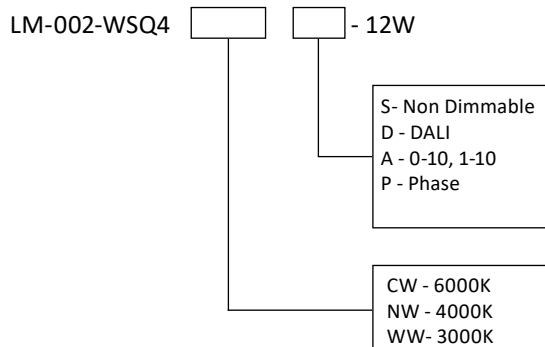 LM-002-WSQ4 - 12W
S- Non Dimmable
D - DALI
A - 0-10, 1-10
P - Phase
CW - 6000K
NW - 4000K
WW- 3000K